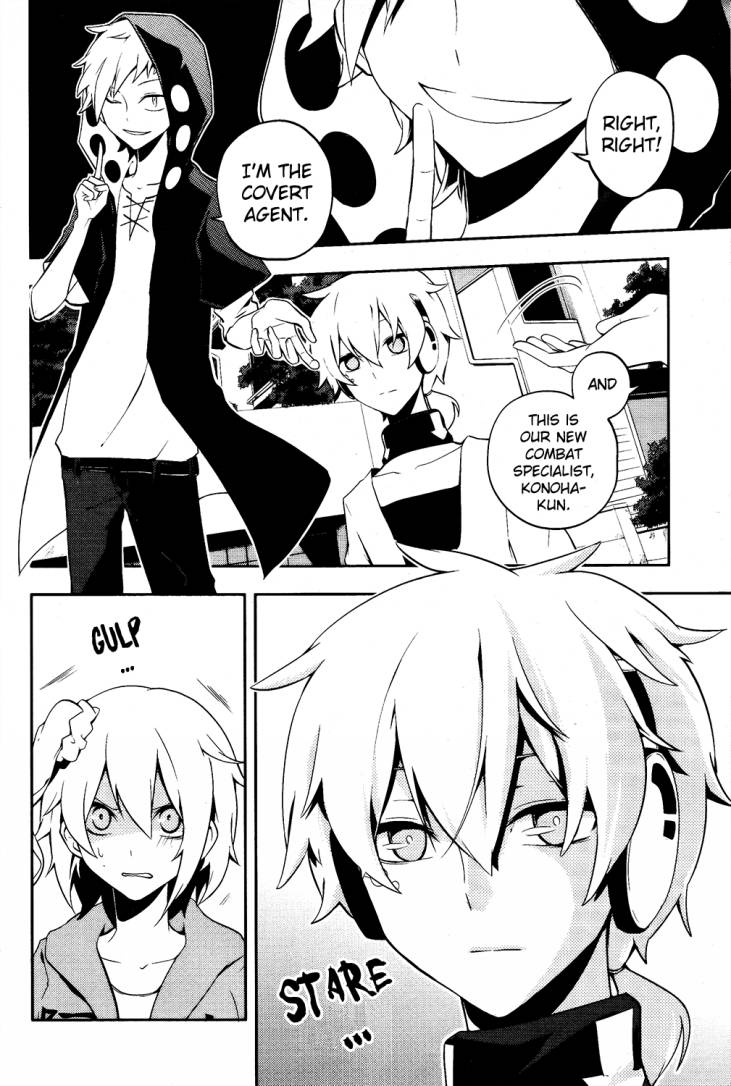 RIGHT,
RIGHT!
I'M THE
COVERT
AGENT.
AND
THIS IS
OUR NEW
COMBAT
SPECIALIST,
KONOHA-
KUN.
GULP
...
STARE
...